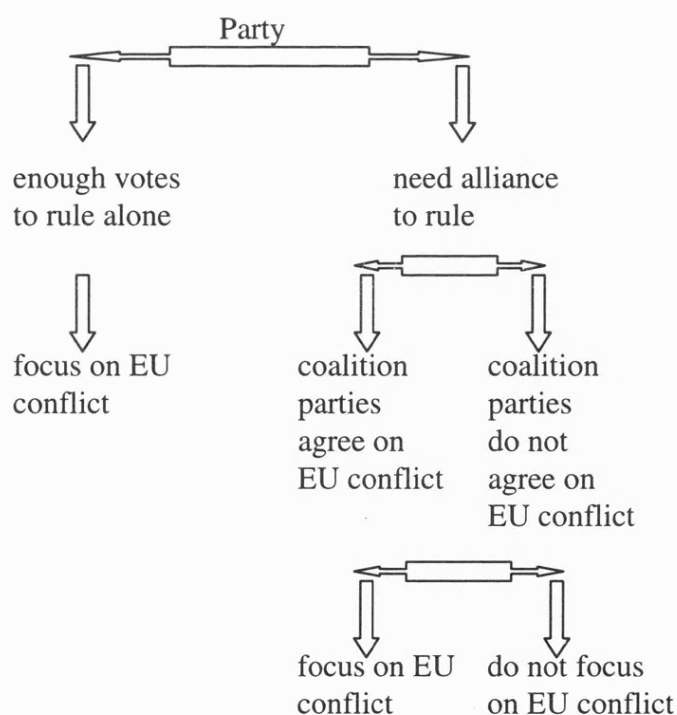 Party
enough votes
to rule alone
need alliance
to rule
focus on EU
conflict
coalition
parties
agree on
EU conflict
coalition
parties
do not
agree on
EU conflict
focus on EU
conflict
do not focus
on EU conflict